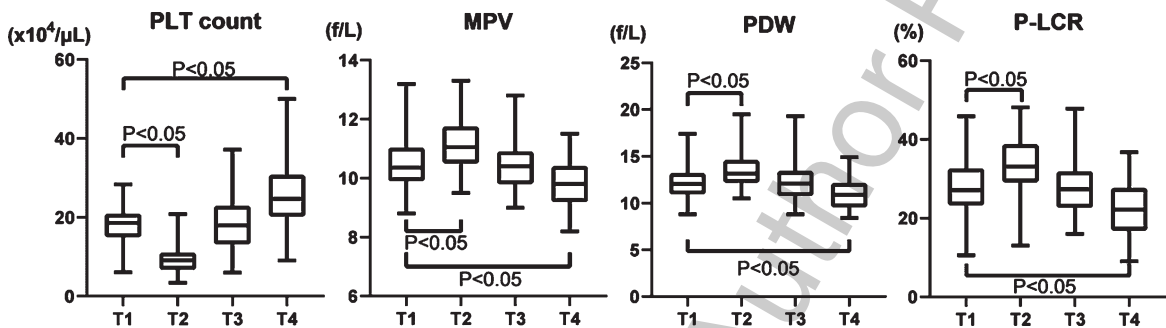 PLT count
(x10⁴/μL)
60
40
20
0
P<0.05
P<0.05
T1 T2 T3 T4
MPV
(f/L)
14
12
10
8
6
P<0.05
P<0.05
T1 T2 T3 T4
PDW
(f/L)
25
20
15
10
5
0
P<0.05
P<0.05
T1 T2 T3 T4
P-LCR
(%)
60
40
20
0
P<0.05
P<0.05
T1 T2 T3 T4
Author